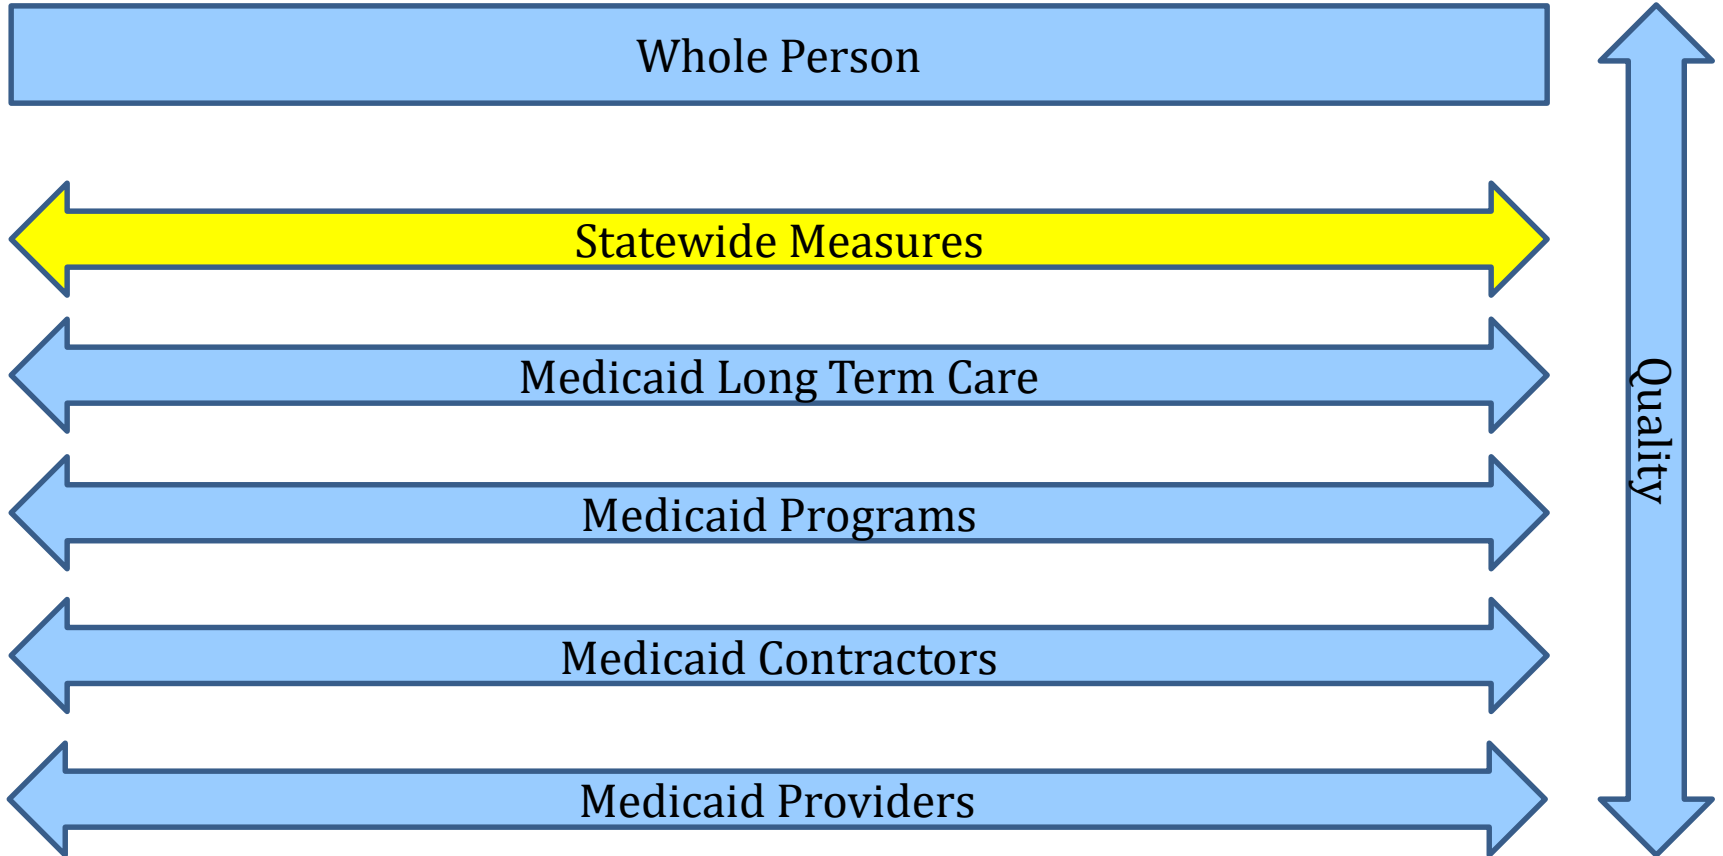 Whole Person
Statewide Measures
Medicaid Long Term Care
Medicaid Programs
Medicaid Contractors
Medicaid Providers
Quality